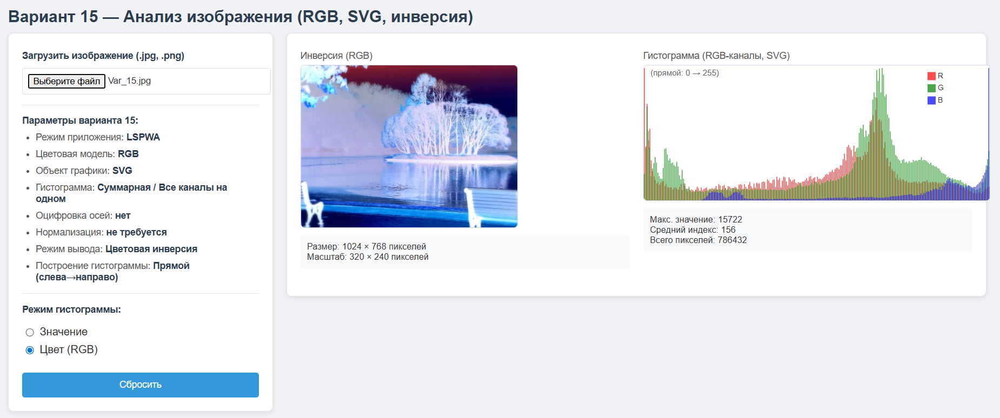 Вариант 15 — Анализ изображения (RGB, SVG, инверсия)
Загрузить изображение (.jpg, .png)
Выберите файл Var_15.jpg
Параметры варианта 15:
• Режим приложения: LSPWA
• Цветовая модель: RGB
• Объект графики: SVG
• Гистограмма: Суммарная / Все каналы на
одном
• Оцифровка осей: нет
• Нормализация: не требуется
• Режим вывода: Цветовая инверсия
• Построение гистограммы: Прямой
(слева→направо)
Режим гистограммы:
Значение
Цвет (RGB)
Сбросить
Инверсия (RGB)
Размер: 1024 × 768 пикселей
Масштаб: 320 × 240 пикселей
Гистограмма (RGB-каналы, SVG)
(прямой: 0 → 255)
R
G
B
Макс. значение: 15722
Средний индекс: 156
Всего пикселей: 786432